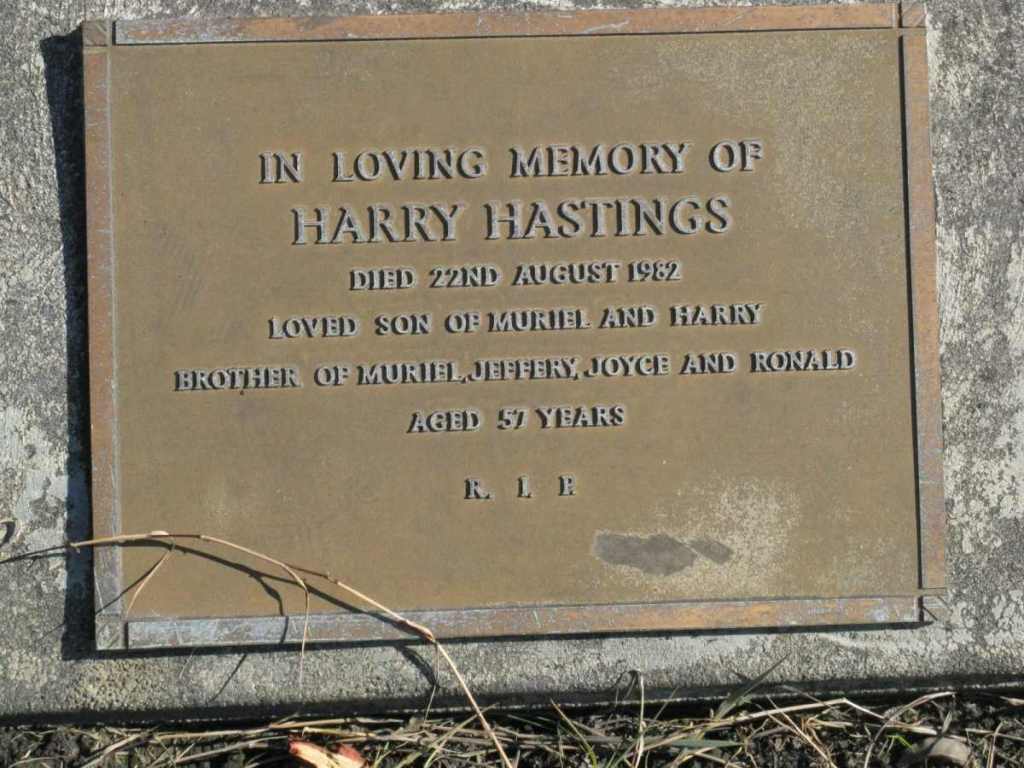 IN LOVING MEMORY OF
HARRY HASTINGS
DIED 22ND AUGUST 1982
LOVED SON OF MURIEL AND HARRY
BROTHER OF MURIEL, JEFFERY, JOYCE AND RONALD
AGED 57 YEARS
R. I. P.